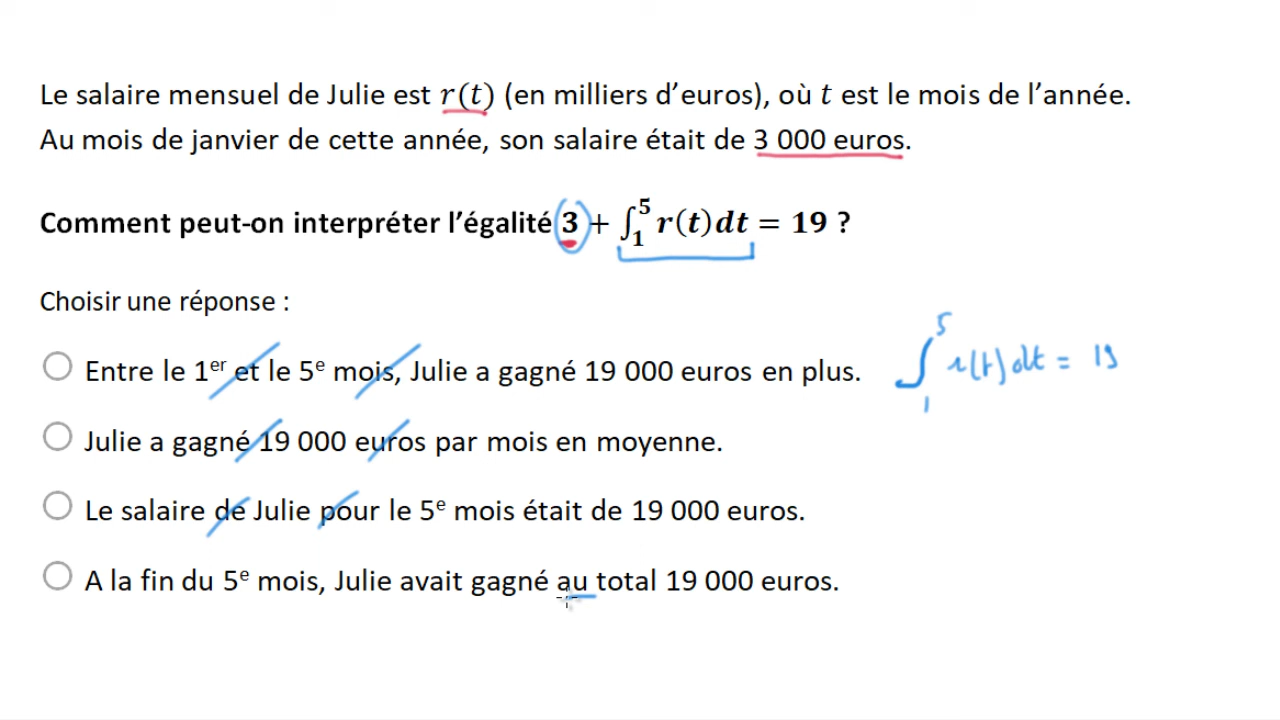 Le salaire mensuel de Julie est r(t) (en milliers d'euros), où t est le mois de l'année.
Au mois de janvier de cette année, son salaire était de 3 000 euros.
Comment peut-on interpréter l'égalité 3 + ∫₁⁵ r(t)dt = 19 ?
Choisir une réponse :
Entre le 1er et le 5e mois, Julie a gagné 19 000 euros en plus.
∫₁⁵ r(t) dt = 19
Julie a gagné 19 000 euros par mois en moyenne.
Le salaire de Julie pour le 5e mois était de 19 000 euros.
A la fin du 5e mois, Julie avait gagné au total 19 000 euros.